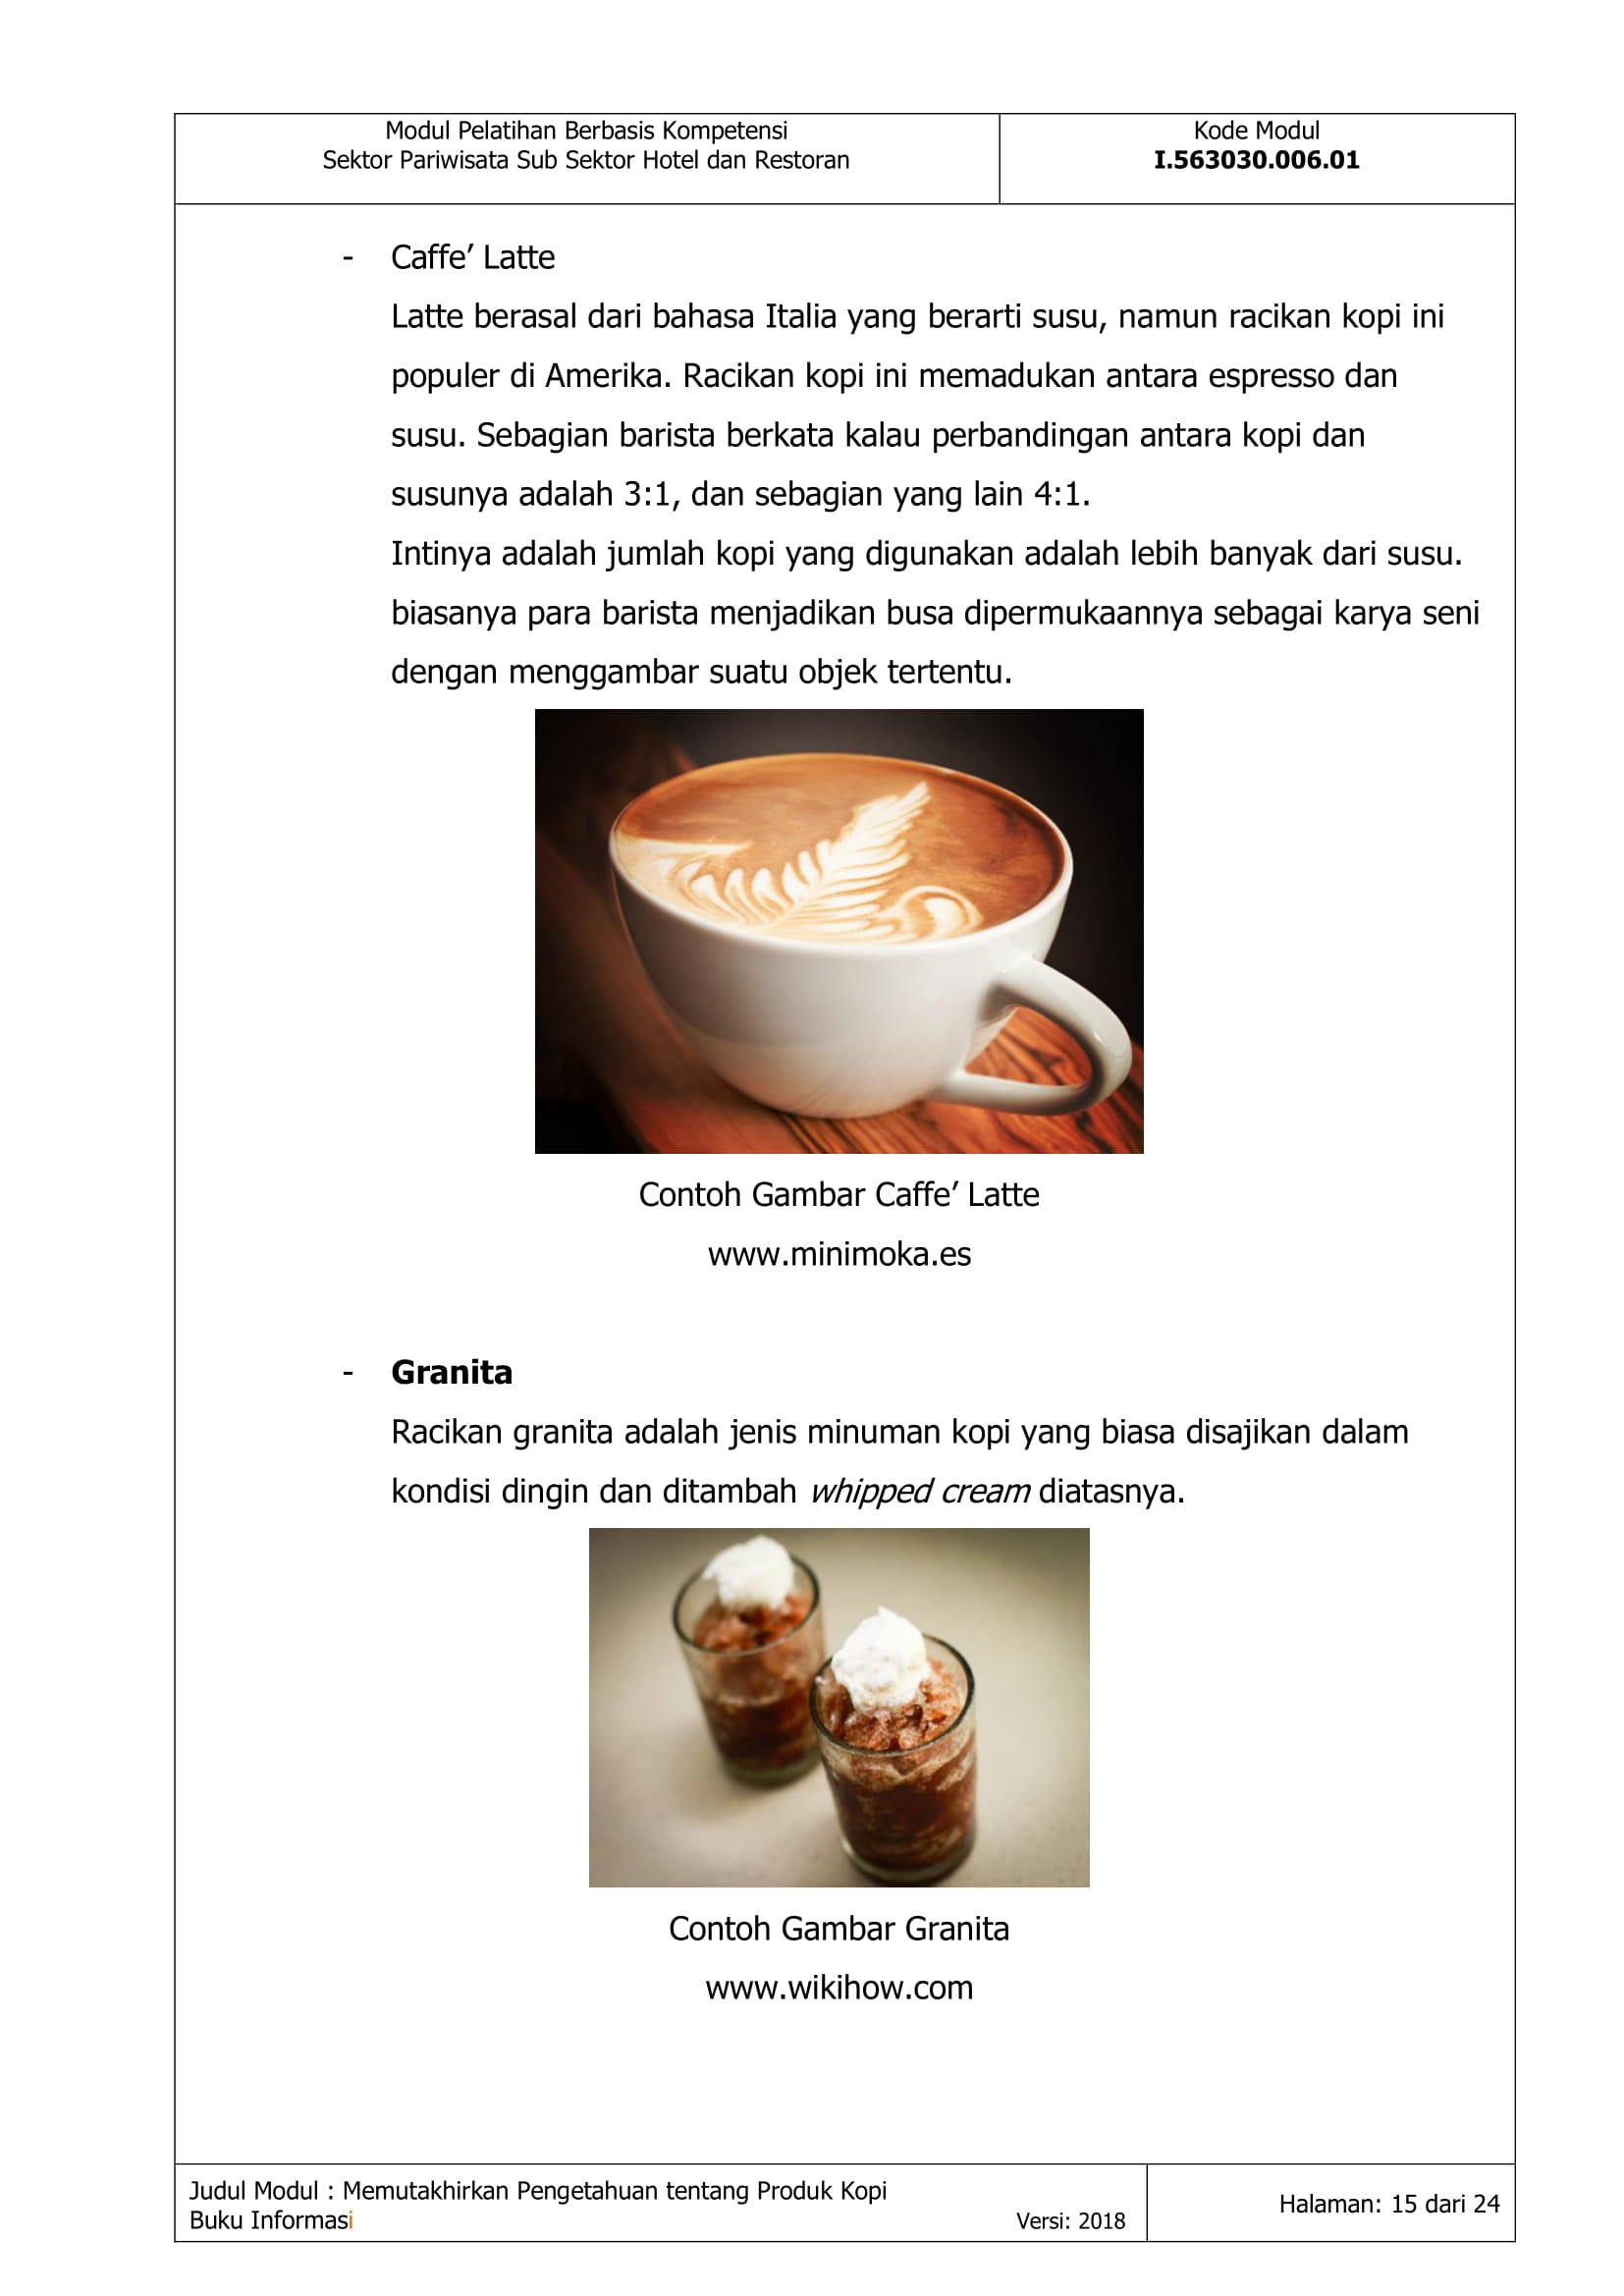 Modul Pelatihan Berbasis Kompetensi
Sektor Pariwisata Sub Sektor Hotel dan Restoran
Kode Modul
I.563030.006.01
- Caffe’ Latte
Latte berasal dari bahasa Italia yang berarti susu, namun racikan kopi ini
populer di Amerika. Racikan kopi ini memadukan antara espresso dan
susu. Sebagian barista berkata kalau perbandingan antara kopi dan
susunya adalah 3:1, dan sebagian yang lain 4:1.
Intinya adalah jumlah kopi yang digunakan adalah lebih banyak dari susu.
biasanya para barista menjadikan busa dipermukaannya sebagai karya seni
dengan menggambar suatu objek tertentu.
Contoh Gambar Caffe’ Latte
www.minimoka.es
- Granita
Racikan granita adalah jenis minuman kopi yang biasa disajikan dalam
kondisi dingin dan ditambah whipped cream diatasnya.
Contoh Gambar Granita
www.wikihow.com
Judul Modul : Memutakhirkan Pengetahuan tentang Produk Kopi
Buku Informasi
Versi: 2018
Halaman: 15 dari 24